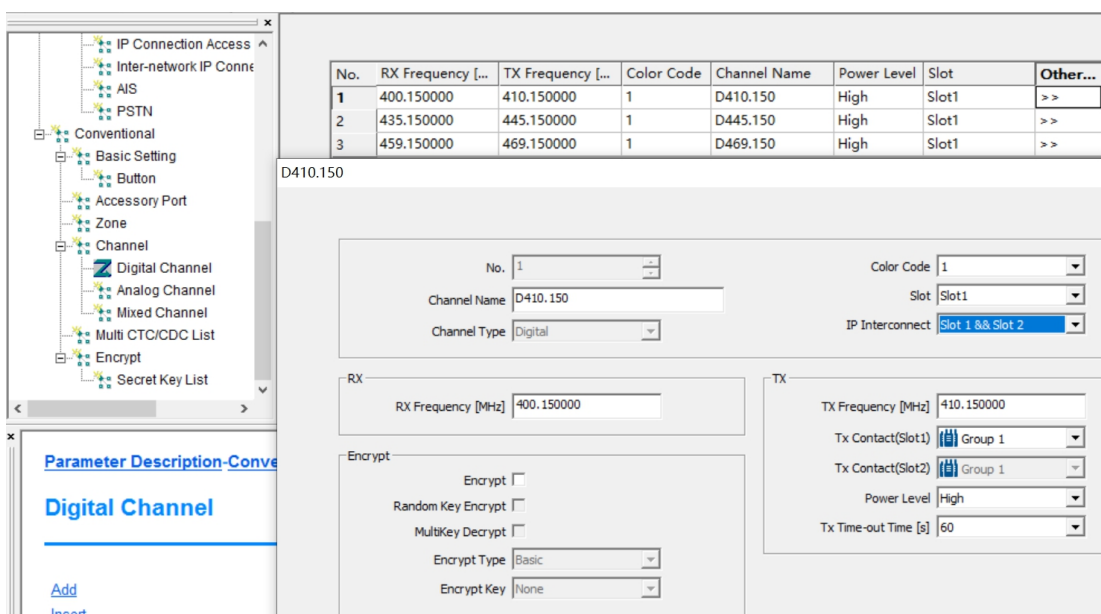 x
IP Connection Access
Inter-network IP Conne
AIS
PSTN
Conventional
Basic Setting
Button
Accessory Port
Zone
Channel
Digital Channel
Analog Channel
Mixed Channel
Multi CTC/CDC List
Encrypt
Secret Key List
x
Parameter Description-Conve
Digital Channel
Add
Insert
No. RX Frequency [... TX Frequency [... Color Code Channel Name Power Level Slot Other...
1 400.150000 410.150000 1 D410.150 High Slot1 >>
2 435.150000 445.150000 1 D445.150 High Slot1 >>
3 459.150000 469.150000 1 D469.150 High Slot1 >>
D410.150
No. 1
Channel Name D410.150
Channel Type Digital
Color Code 1
Slot Slot1
IP Interconnect Slot 1 && Slot 2
RX
RX Frequency [MHz] 400.150000
Encrypt
Encrypt
Random Key Encrypt
MultiKey Decrypt
Encrypt Type Basic
Encrypt Key None
TX
TX Frequency [MHz] 410.150000
Tx Contact(Slot1) Group 1
Tx Contact(Slot2) Group 1
Power Level High
Tx Time-out Time [s] 60